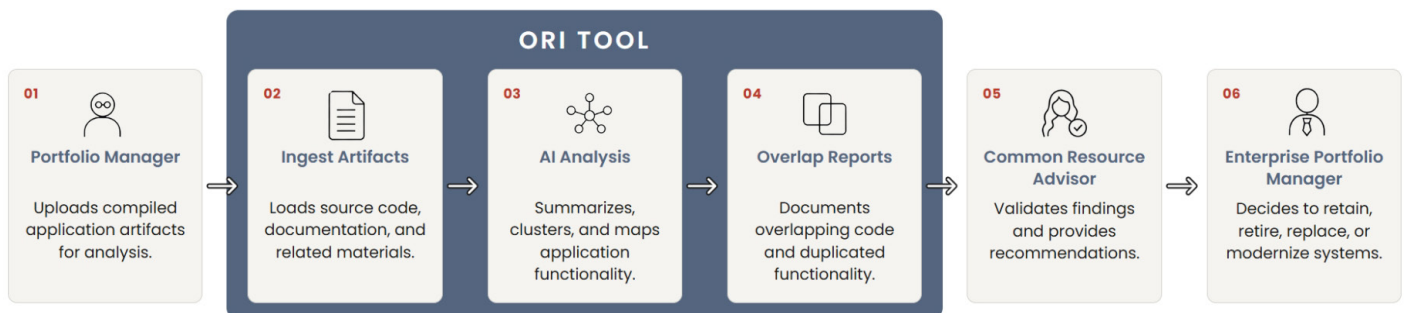 ORI TOOL
01
Portfolio Manager
Uploads compiled
application artifacts
for analysis.
02
Ingest Artifacts
Loads source code,
documentation, and
related materials.
03
AI Analysis
Summarizes,
clusters, and maps
application
functionality.
04
Overlap Reports
Documents
overlapping code
and duplicated
functionality.
05
Common Resource
Advisor
Validates findings
and provides
recommendations.
06
Enterprise Portfolio
Manager
Decides to retain,
retire, replace, or
modernize systems.